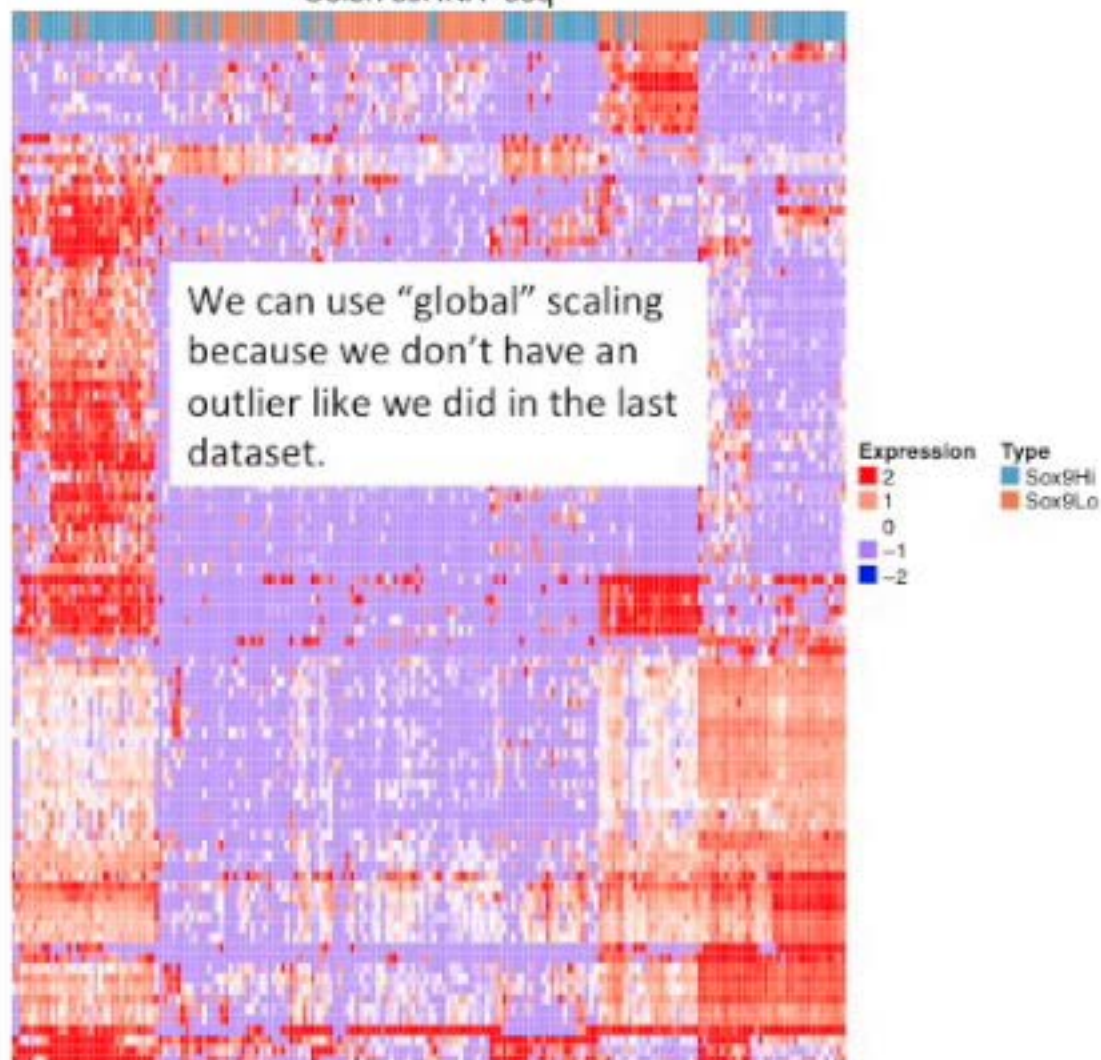 We can use “global” scaling
because we don’t have an
outlier like we did in the last
dataset.
Expression
2
1
0
−1
−2
Type
Sox9Hi
Sox9Lo